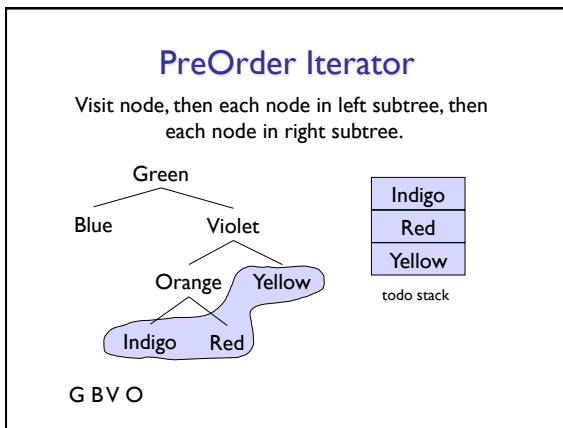 PreOrder Iterator
Visit node, then each node in left subtree, then
each node in right subtree.
Green
Blue
Violet
Orange
Yellow
Indigo
Red
Indigo
Red
Yellow
todo stack
G B V O